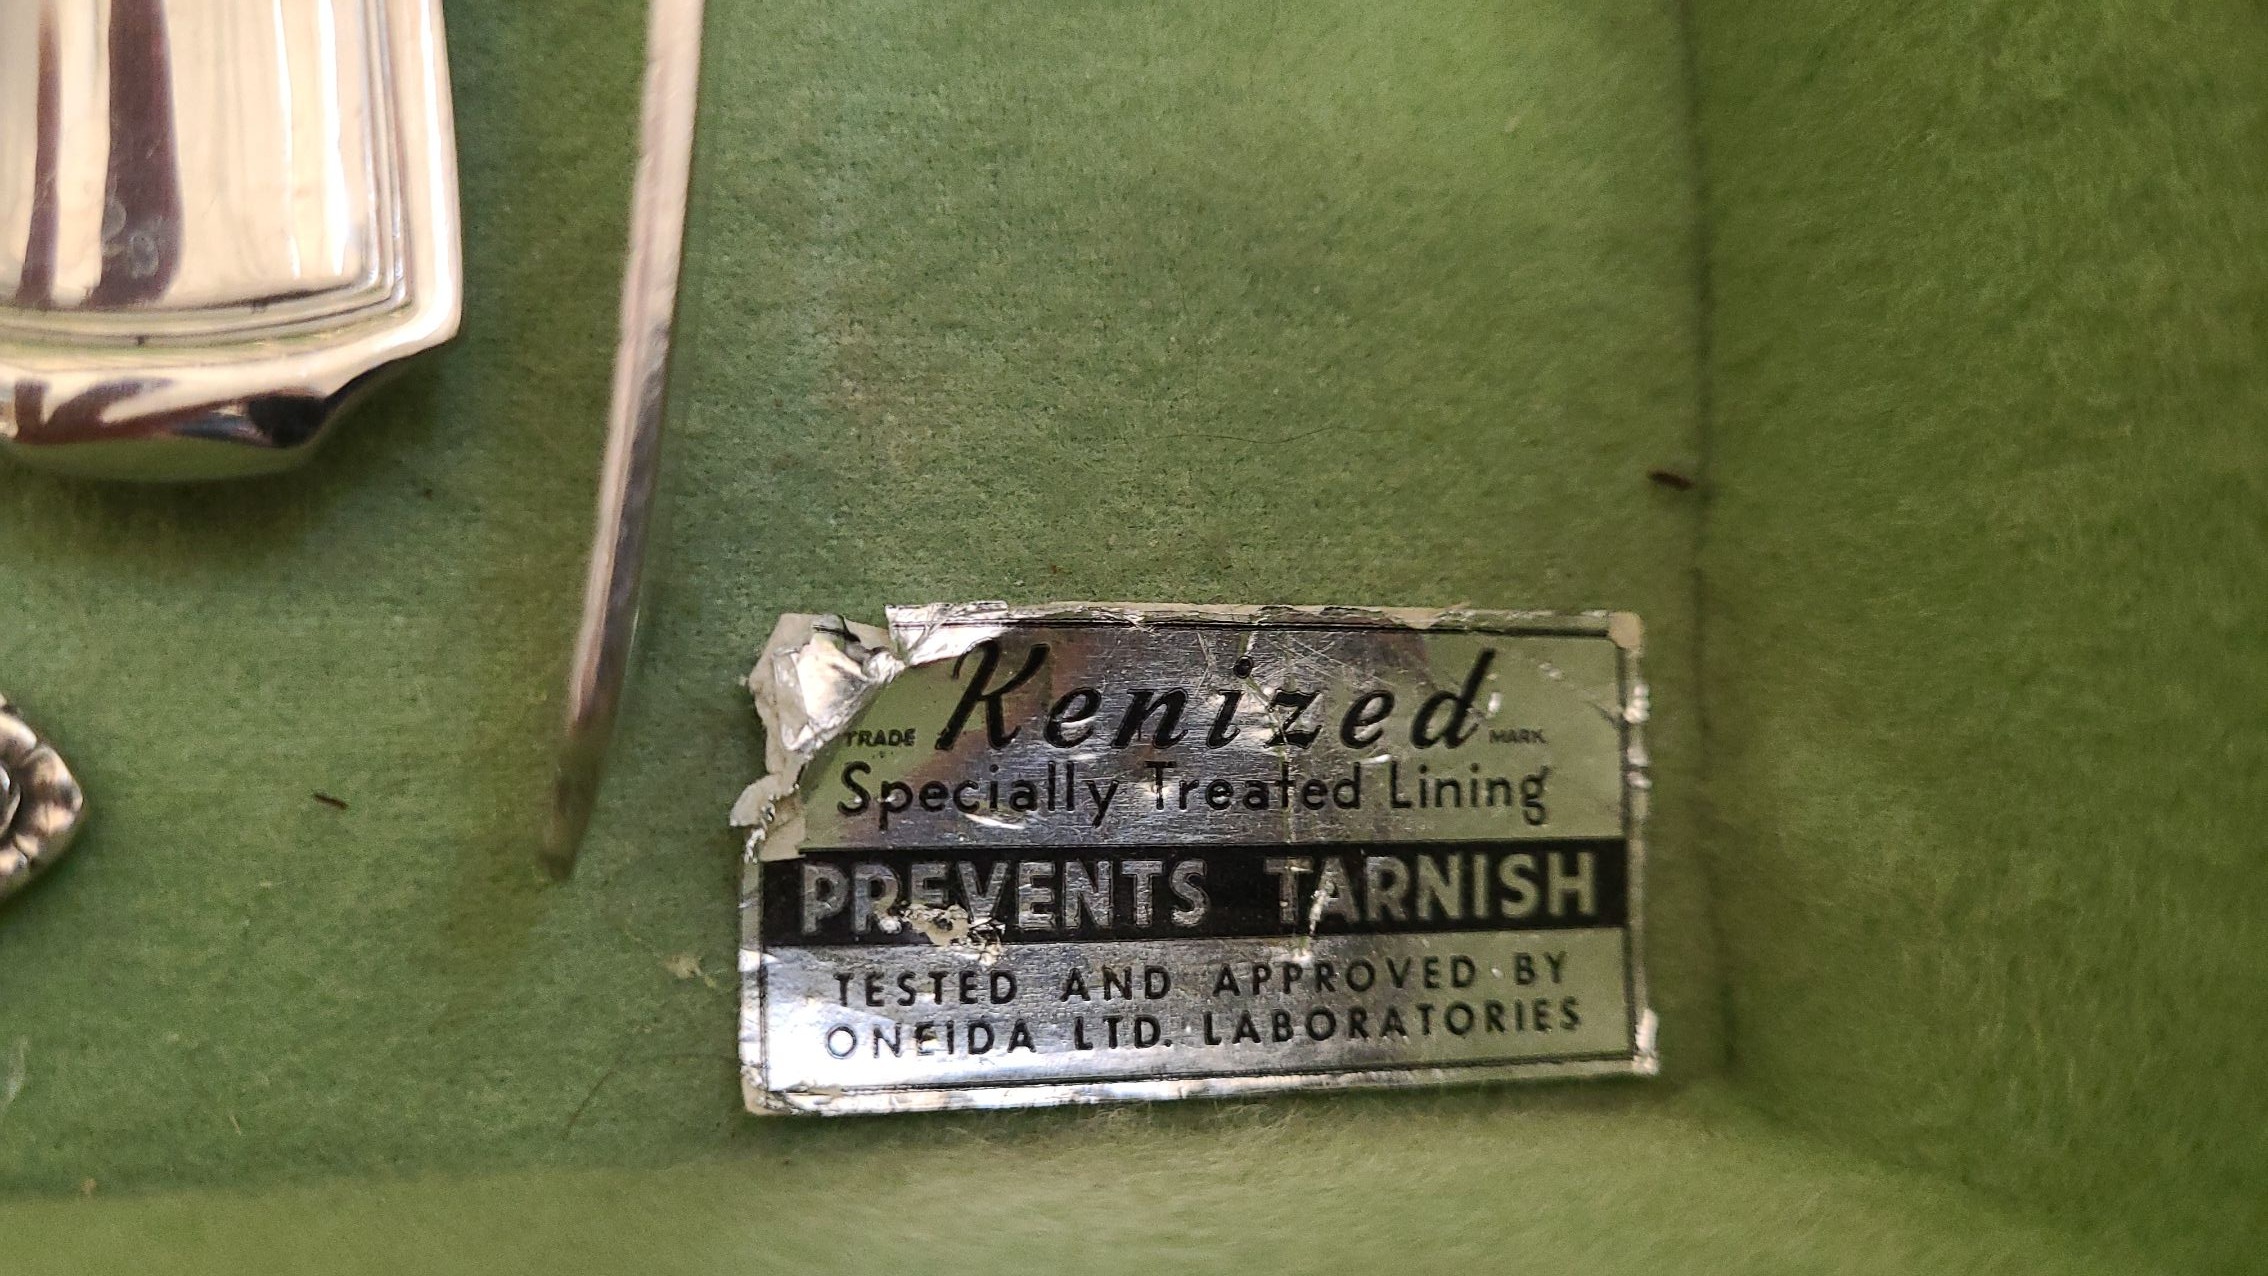 TRADE Kenized MARK
Specially Treated Lining
PREVENTS TARNISH
TESTED AND APPROVED BY
ONEIDA LTD. LABORATORIES